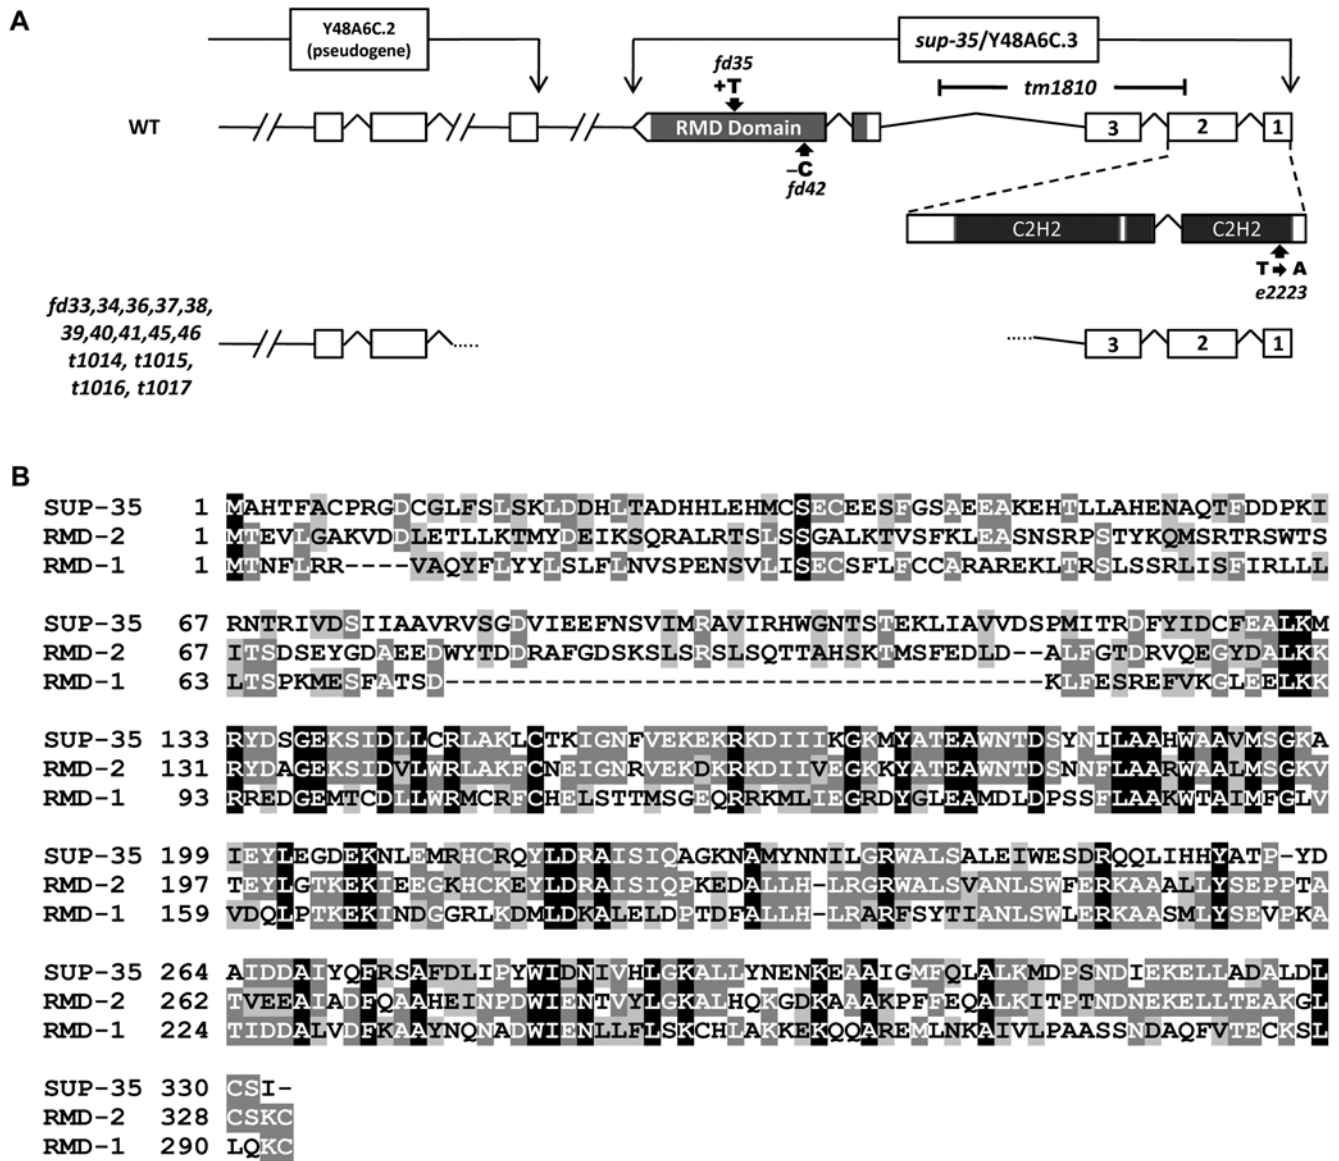 A
Y48A6C.2
(pseudogene)
sup-35/Y48A6C.3
fd35
+T
tm1810
WT
RMD Domain
3
2
1
–C
fd42
C2H2
C2H2
T → A
e2223
fd33,34,36,37,38,
39,40,41,45,46
t1014, t1015,
t1016, t1017
3
2
1
B
SUP-35 1 MAHTFACPRGDCGLFSLSKLDDHLTADHHLEHMCSECEESFGSAEEAKEHTLLAHENAQTFDDPKI
RMD-2 1 MTEVLGAKVDDLETLLKTMYDEIKSQRALRTSLSSGALKTVSFKLEASNSRPSTYKQMSRTRSWTS
RMD-1 1 MTNFLRR----VAQYFLYYLSLFLNVSPENSVLISECSFLFCCARAREKLTRSLSSRLISFIRLLL
SUP-35 67 RNTRIVDSIIAAVRVSGDVIEEFNSVIMRAVIRHWGNTSTEKLIAVVDSPMITRDFYIDCFEALKM
RMD-2 67 ITSDSEYGDAEEDWYTDDRAFGDSKSLSRSLSQTTAHSKTMSFEDLD--ALFGTDRVQEGYDALKK
RMD-1 63 LTSPKMESFATSD------------------------------------KLFESREFVKGLEELKK
SUP-35 133 RYDSGEKSIDLLCRLAKLCTKIGNFVEKEKRKDIIIKGKMYATEAWNTDSYNILAAHWAAVMSGKA
RMD-2 131 RYDAGEKSIDVLWRLAKFCNEIGNRVEKDKRKDIIVEGKKYATEAWNTDSNNFLAARWAALMSGKV
RMD-1 93 RREDGEMTCDLLWRMCRFCHELSTTMSGEQRRKMLIEGRDYGLEAMDLDPSSFLAAKWTAIMFGLV
SUP-35 199 IEYLEGDEKNLEMRHCRQYLDRAISIQAGKNAMYNNILGRWALSALEIWESDRQQLIHHYATP-YD
RMD-2 197 TEYLGTKEKIEEGKHCKEYLDRAISIQPKEDALLH-LRGRWALSVANLSWFERKAAALLYSEPPTA
RMD-1 159 VDQLPTKEKINDGGRLKDMLDKALELDPTDFALLH-LRARFSYTIANLSWLERKAASMLYSEVPKA
SUP-35 264 AIDDAIYQFRSAFDLIPYWIDNIVHLGKALLYNENKEAAIGMFQLALKMDPSNDIEKELLADALDL
RMD-2 262 TVEEAIADFQAAHEINPDWIENTVYLGKALHQKGDKAAAKPFFEQALKITPTNDNEKELLTEAKGL
RMD-1 224 TIDDALVDFKAAYNQNADWIENLLFLSKCHLAKKEKQQAREMLNKAIVLPAASSNDAQFVTECKSL
SUP-35 330 CSI-
RMD-2 328 CSKC
RMD-1 290 LQKC